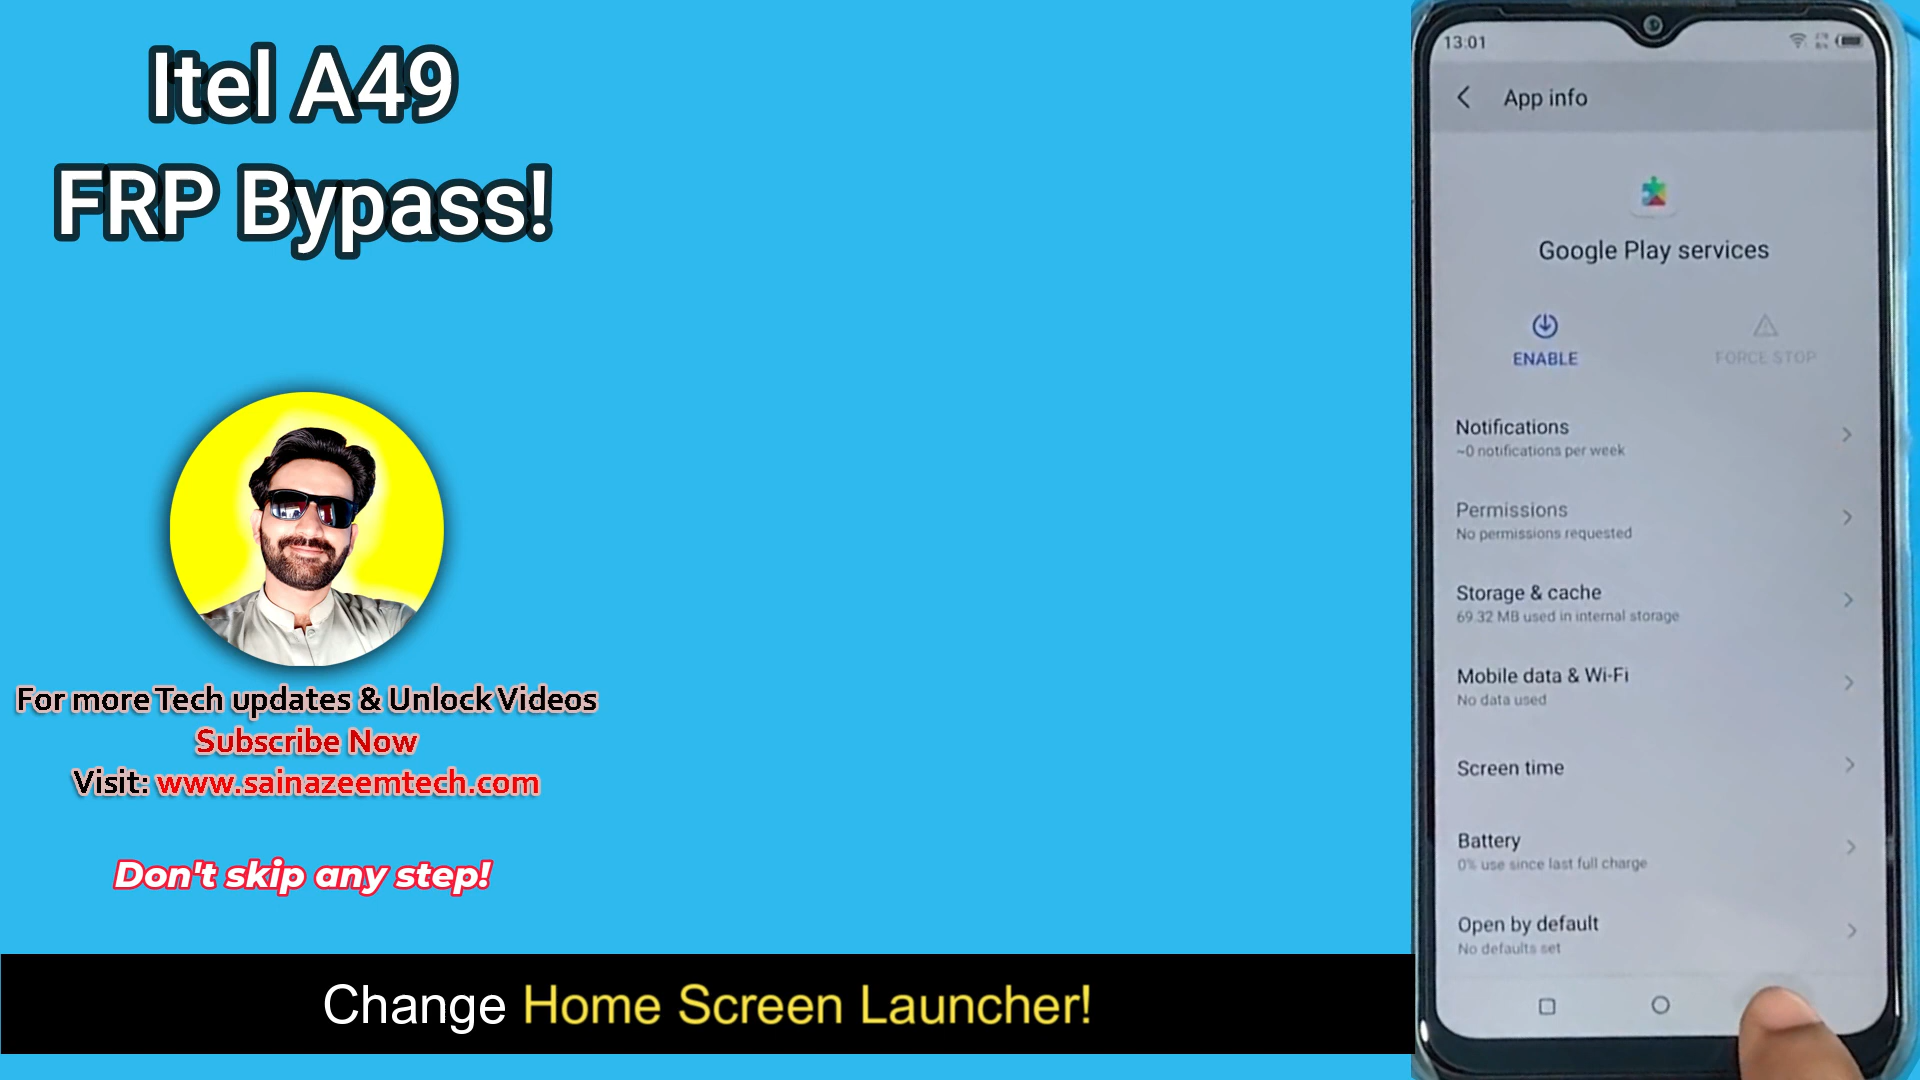 Itel A49
FRP Bypass!
For more Tech updates & Unlock Videos
Subscribe Now
Visit: www.sainazeemtech.com
Don't skip any step!
Change Home Screen Launcher!
13:01
App info
Google Play services
ENABLE
FORCE STOP
Notifications
~0 notifications per week
Permissions
No permissions requested
Storage & cache
69.32 MB used in internal storage
Mobile data & Wi-Fi
No data used
Screen time
Battery
0% use since last full charge
Open by default
No defaults set